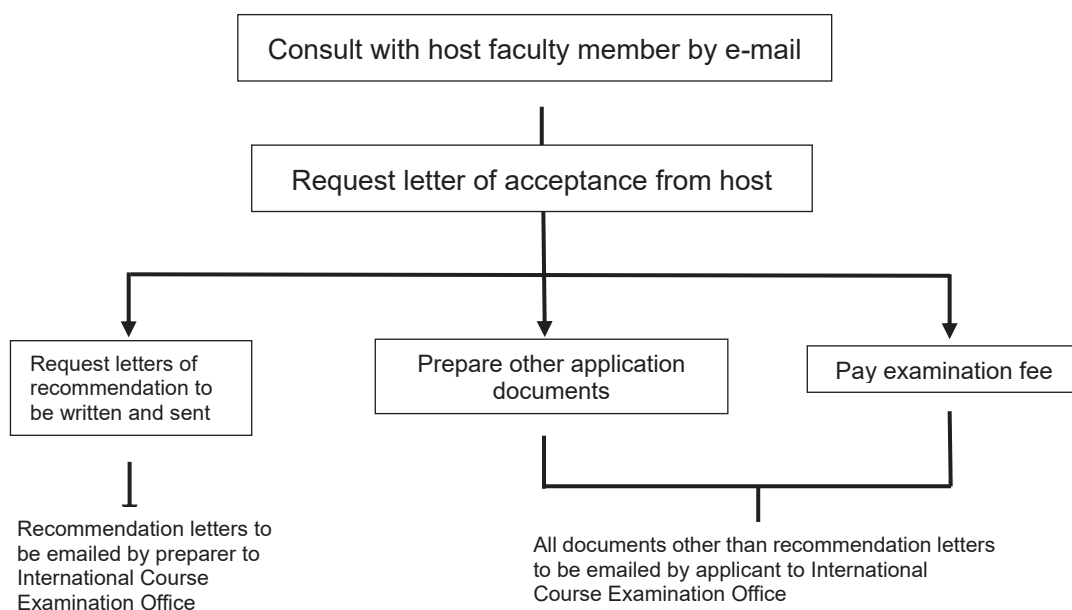 Consult with host faculty member by e-mail
Request letter of acceptance from host
Request letters of
recommendation to
be written and sent
Prepare other application
documents
Pay examination fee
Recommendation letters to
be emailed by preparer to
International Course
Examination Office
All documents other than recommendation letters
to be emailed by applicant to International
Course Examination Office